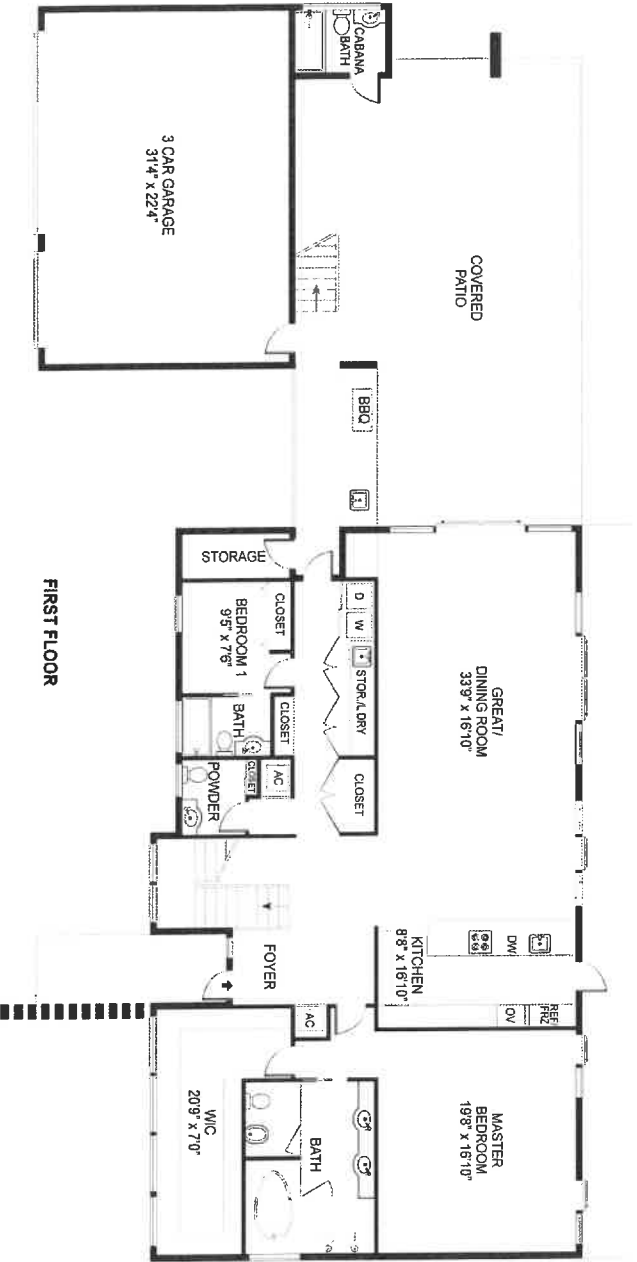 CABANA
BATH
3 CAR GARAGE
31'4" x 22'4"
COVERED
PATIO
BBQ
STORAGE
CLOSET
BEDROOM 1
9'5" x 7'6"
D
W
STOR./LDRY
GREAT/
DINING ROOM
33'9" x 16'10"
CLOSET
BATH
CLOSET
AC
CLOSET
POWDER
FOYER
KITCHEN
8'8" x 16'10"
DW
OV
REF/
FRZ
AC
WIC
20'9" x 7'0"
BATH
MASTER
BEDROOM
19'8" x 16'10"
FIRST FLOOR